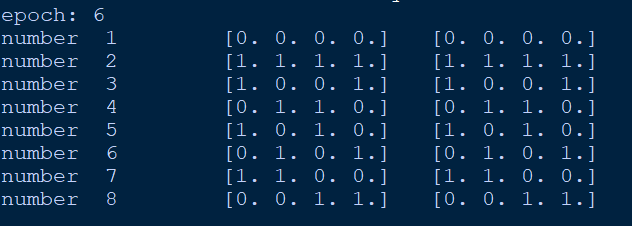 epoch: 6
number 1 [0. 0. 0. 0.] [0. 0. 0. 0.]
number 2 [1. 1. 1. 1.] [1. 1. 1. 1.]
number 3 [1. 0. 0. 1.] [1. 0. 0. 1.]
number 4 [0. 1. 1. 0.] [0. 1. 1. 0.]
number 5 [1. 0. 1. 0.] [1. 0. 1. 0.]
number 6 [0. 1. 0. 1.] [0. 1. 0. 1.]
number 7 [1. 1. 0. 0.] [1. 1. 0. 0.]
number 8 [0. 0. 1. 1.] [0. 0. 1. 1.]